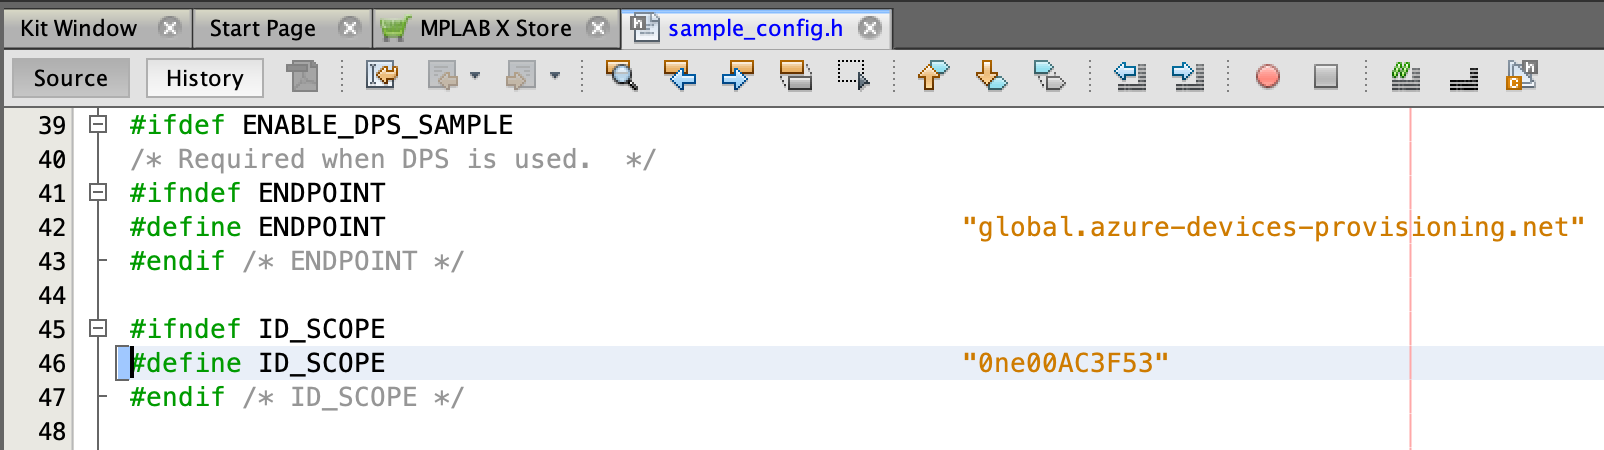 Kit Window Start Page MPLAB X Store sample_config.h
Source History
39 #ifdef ENABLE_DPS_SAMPLE
40 /* Required when DPS is used.  */
41 #ifndef ENDPOINT
42 #define ENDPOINT "global.azure-devices-provisioning.net"
43 #endif /* ENDPOINT */
44
45 #ifndef ID_SCOPE
46 #define ID_SCOPE "0ne00AC3F53"
47 #endif /* ID_SCOPE */
48